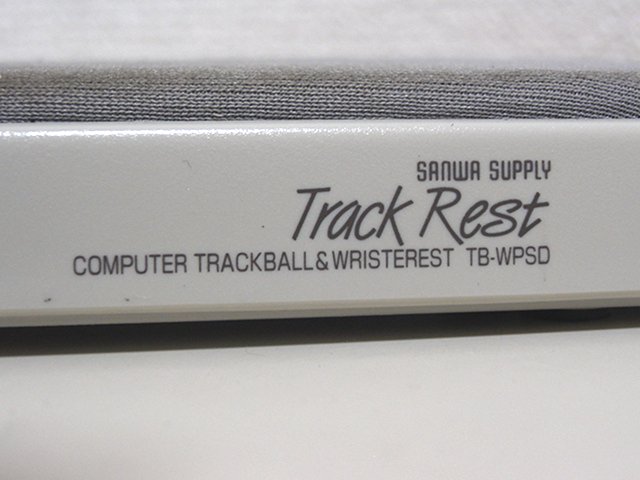 SANWA SUPPLY
Track Rest
COMPUTER TRACKBALL&WRISTEREST TB-WPSD